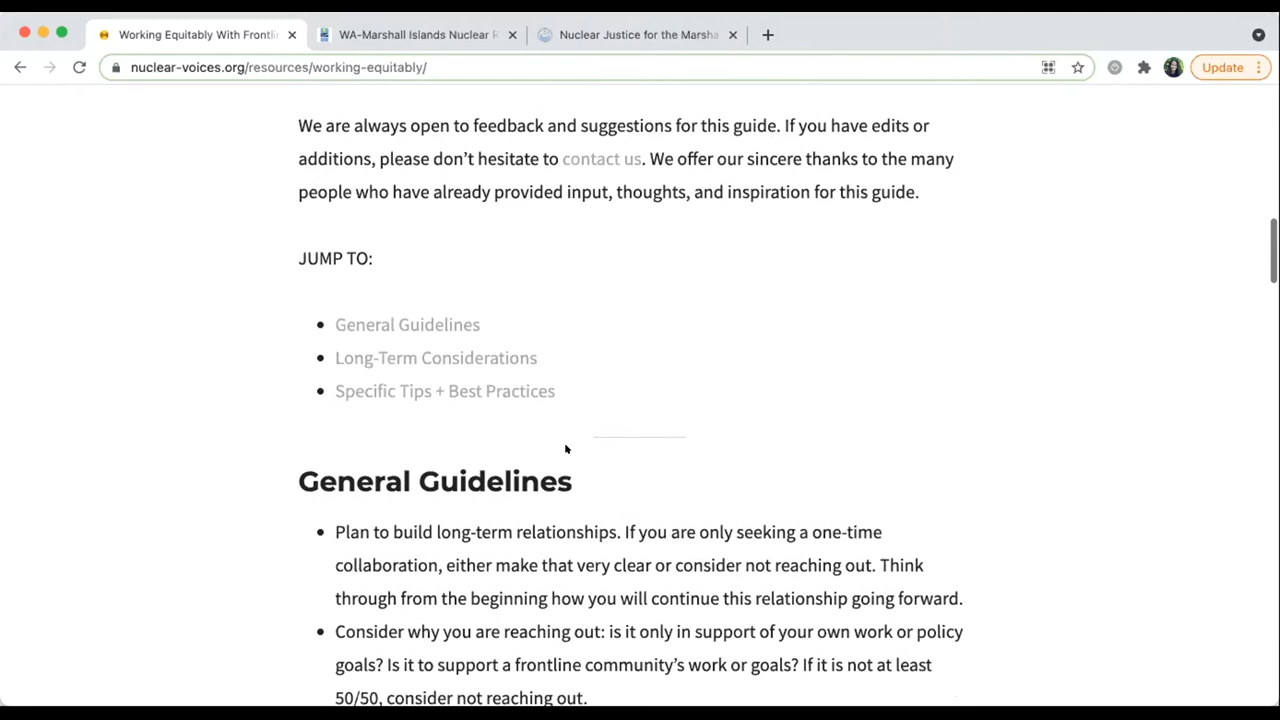 Working Equitably With Frontli
WA-Marshall Islands Nuclear R
Nuclear Justice for the Marsha
nuclear-voices.org/resources/working-equitably/
Update
We are always open to feedback and suggestions for this guide. If you have edits or
additions, please don’t hesitate to contact us. We offer our sincere thanks to the many
people who have already provided input, thoughts, and inspiration for this guide.
JUMP TO:
General Guidelines
Long-Term Considerations
Specific Tips + Best Practices
General Guidelines
Plan to build long-term relationships. If you are only seeking a one-time
collaboration, either make that very clear or consider not reaching out. Think
through from the beginning how you will continue this relationship going forward.
Consider why you are reaching out: is it only in support of your own work or policy
goals? Is it to support a frontline community’s work or goals? If it is not at least
50/50, consider not reaching out.